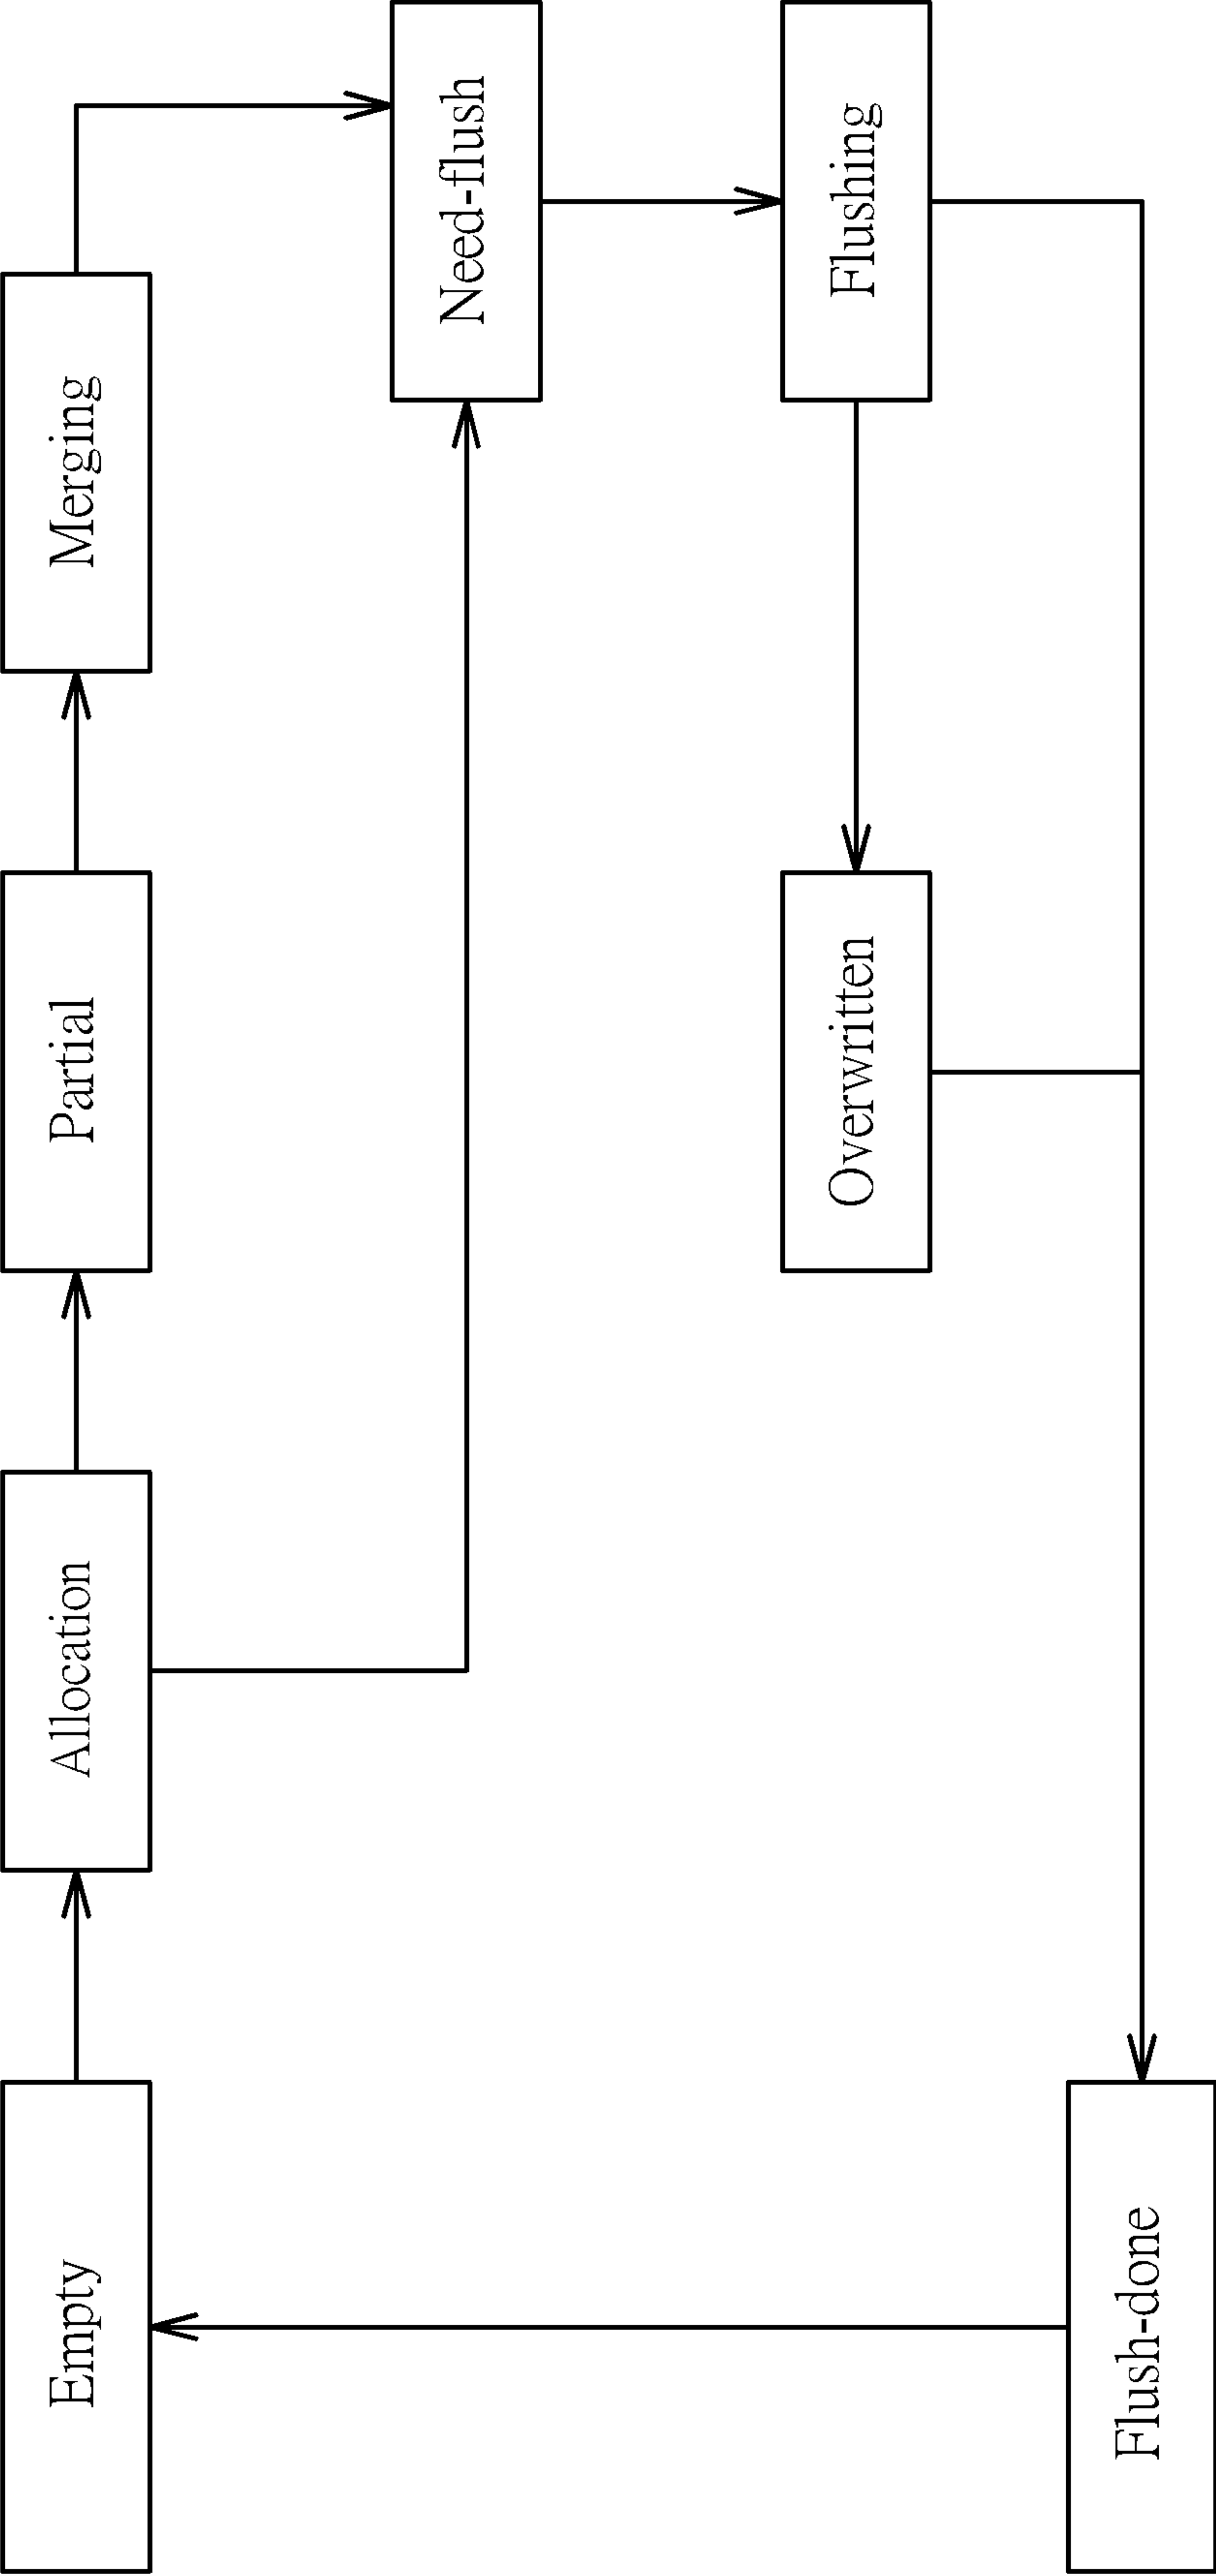 Empty
Allocation
Partial
Merging
Need-flush
Overwritten
Flushing
Flush-done